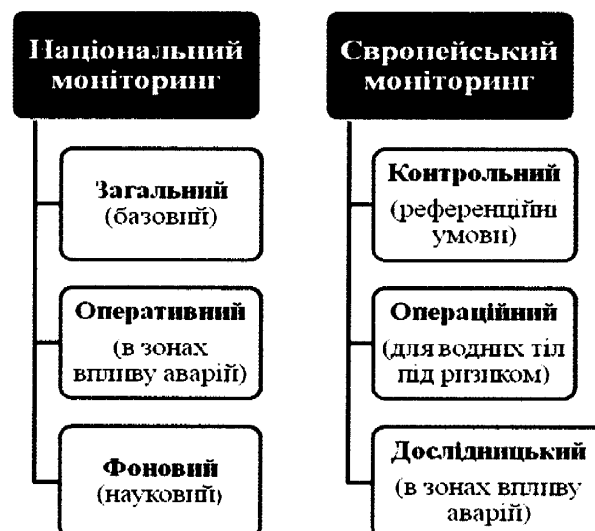 Національний
моніторинг
Загальний
(базовий)
Оперативний
(в зонах
впливу аварій)
Фоновий
(науковий)
Європейський
моніторинг
Контрольний
(референційні
умови)
Операційний
(для водних тіл
під ризиком)
Дослідницький
(в зонах впливу
аварій)